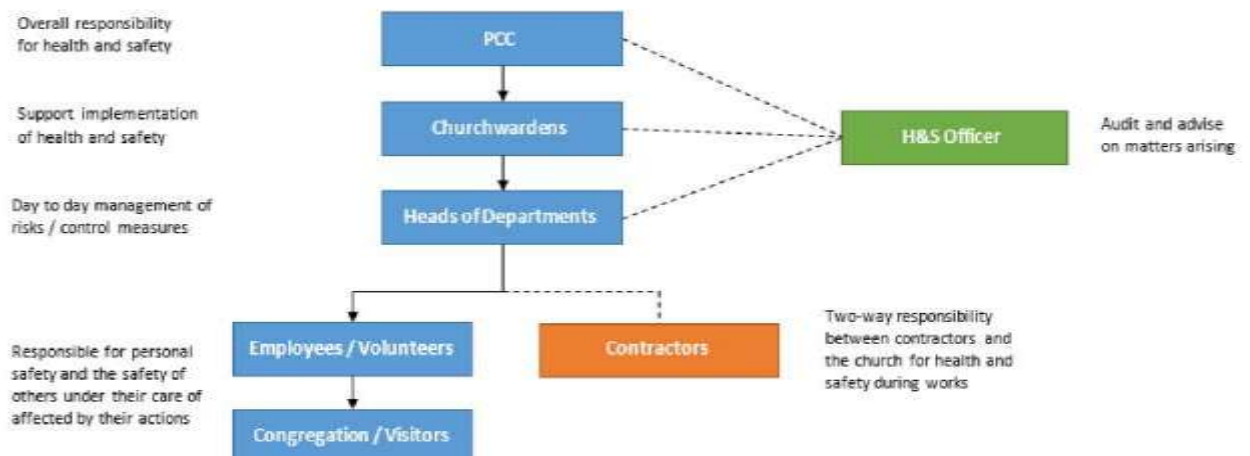 Overall responsibility
for health and safety
PCC
Support implementation
of health and safety
Churchwardens
H&S Officer
Audit and advise
on matters arising
Day to day management of
risks / control measures
Heads of Departments
Responsible for personal
safety and the safety of
others under their care of
affected by their actions
Employees / Volunteers
Contractors
Two-way responsibility
between contractors and
the church for health and
safety during works
Congregation / Visitors